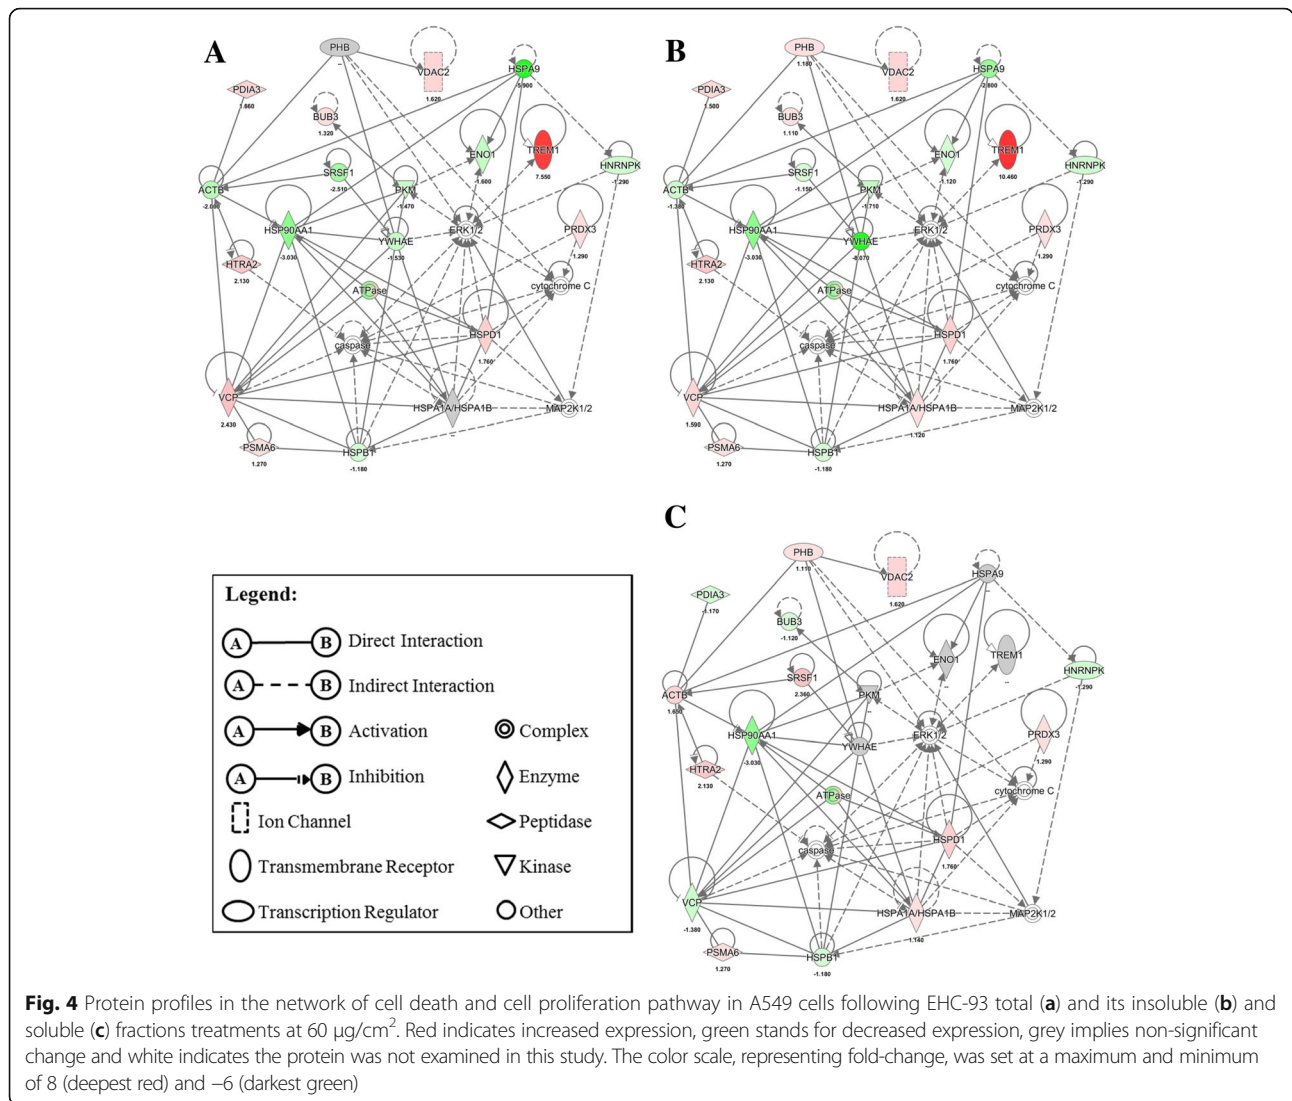 A
PHB
--
VDAC2
1.620
HSPA9
-5.900
PDIA3
1.660
BUB3
1.320
ENO1
-1.600
TREM1
7.550
HNRNPK
-1.290
SRSF1
-2.510
PKM
-1.470
ACTB
HSP90AA1
-3.030
YWHAE
-1.530
ERK1/2
PRDX3
1.290
HTRA2
2.130
ATPase
cytochrome C
caspase
HSPD1
1.760
VCP
2.430
HSPA1A/HSPA1B
--
MAP2K1/2
PSMA6
1.270
HSPB1
-1.180
B
PHB
1.180
VDAC2
1.620
HSPA9
-2.800
PDIA3
1.500
BUB3
1.110
ENO1
-1.120
TREM1
10.460
HNRNPK
-1.290
SRSF1
-1.150
PKM
-1.710
ACTB
HSP90AA1
-3.030
YWHAE
-8.070
ERK1/2
PRDX3
1.290
HTRA2
2.130
ATPase
cytochrome C
caspase
HSPD1
1.760
VCP
1.590
HSPA1A/HSPA1B
1.120
MAP2K1/2
PSMA6
1.270
HSPB1
-1.180
C
PHB
1.110
VDAC2
1.620
HSPA9
--
PDIA3
-1.170
BUB3
-1.120
ENO1
--
TREM1
--
HNRNPK
-1.290
SRSF1
2.360
PKM
--
ACTB
1.650
HSP90AA1
-3.030
YWHAE
--
ERK1/2
PRDX3
1.290
HTRA2
2.130
ATPase
cytochrome C
caspase
HSPD1
1.760
VCP
-1.380
HSPA1A/HSPA1B
1.140
MAP2K1/2
PSMA6
1.270
HSPB1
-1.180
Legend:
A B Direct Interaction
A B Indirect Interaction
A B Activation
Complex
A B Inhibition
Enzyme
Ion Channel
Peptidase
Transmembrane Receptor
Kinase
Transcription Regulator
Other
Fig. 4 Protein profiles in the network of cell death and cell proliferation pathway in A549 cells following EHC-93 total (a) and its insoluble (b) and
soluble (c) fractions treatments at 60 μg/cm². Red indicates increased expression, green stands for decreased expression, grey implies non-significant
change and white indicates the protein was not examined in this study. The color scale, representing fold-change, was set at a maximum and minimum
of 8 (deepest red) and −6 (darkest green)